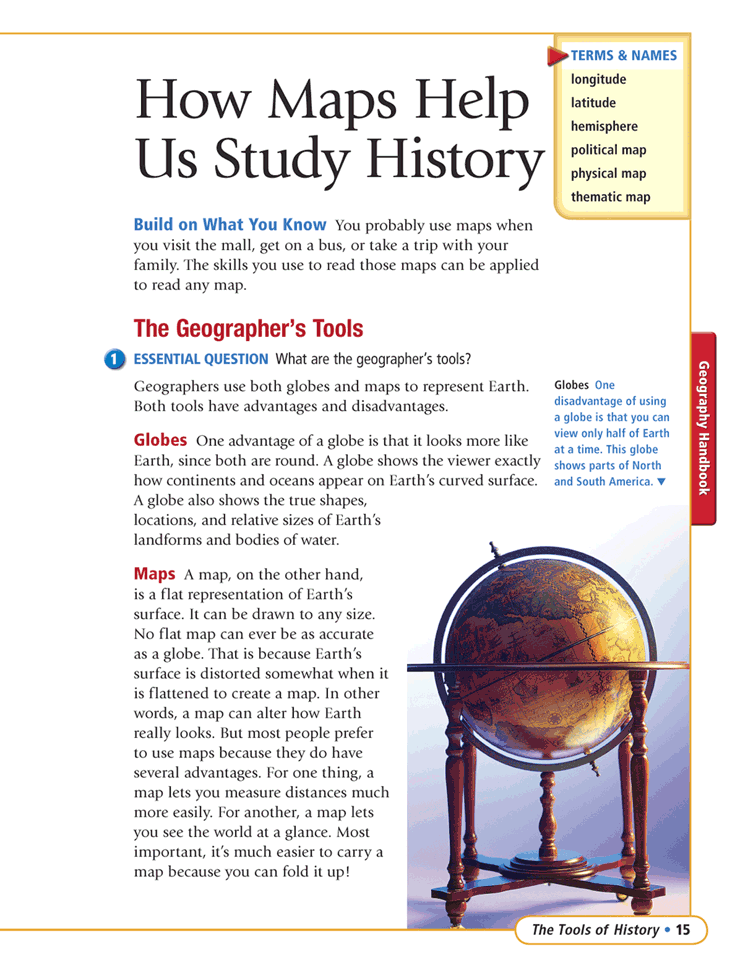 How Maps Help
Us Study History
TERMS & NAMES
longitude
latitude
hemisphere
political map
physical map
thematic map
Build on What You Know You probably use maps when
you visit the mall, get on a bus, or take a trip with your
family. The skills you use to read those maps can be applied
to read any map.
The Geographer’s Tools
1 ESSENTIAL QUESTION What are the geographer’s tools?
Geographers use both globes and maps to represent Earth.
Both tools have advantages and disadvantages.
Globes One advantage of a globe is that it looks more like
Earth, since both are round. A globe shows the viewer exactly
how continents and oceans appear on Earth’s curved surface.
A globe also shows the true shapes,
locations, and relative sizes of Earth’s
landforms and bodies of water.
Maps A map, on the other hand,
is a flat representation of Earth’s
surface. It can be drawn to any size.
No flat map can ever be as accurate
as a globe. That is because Earth’s
surface is distorted somewhat when it
is flattened to create a map. In other
words, a map can alter how Earth
really looks. But most people prefer
to use maps because they do have
several advantages. For one thing, a
map lets you measure distances much
more easily. For another, a map lets
you see the world at a glance. Most
important, it’s much easier to carry a
map because you can fold it up!
Globes One
disadvantage of using
a globe is that you can
view only half of Earth
at a time. This globe
shows parts of North
and South America. ▼
Geography Handbook
The Tools of History • 15